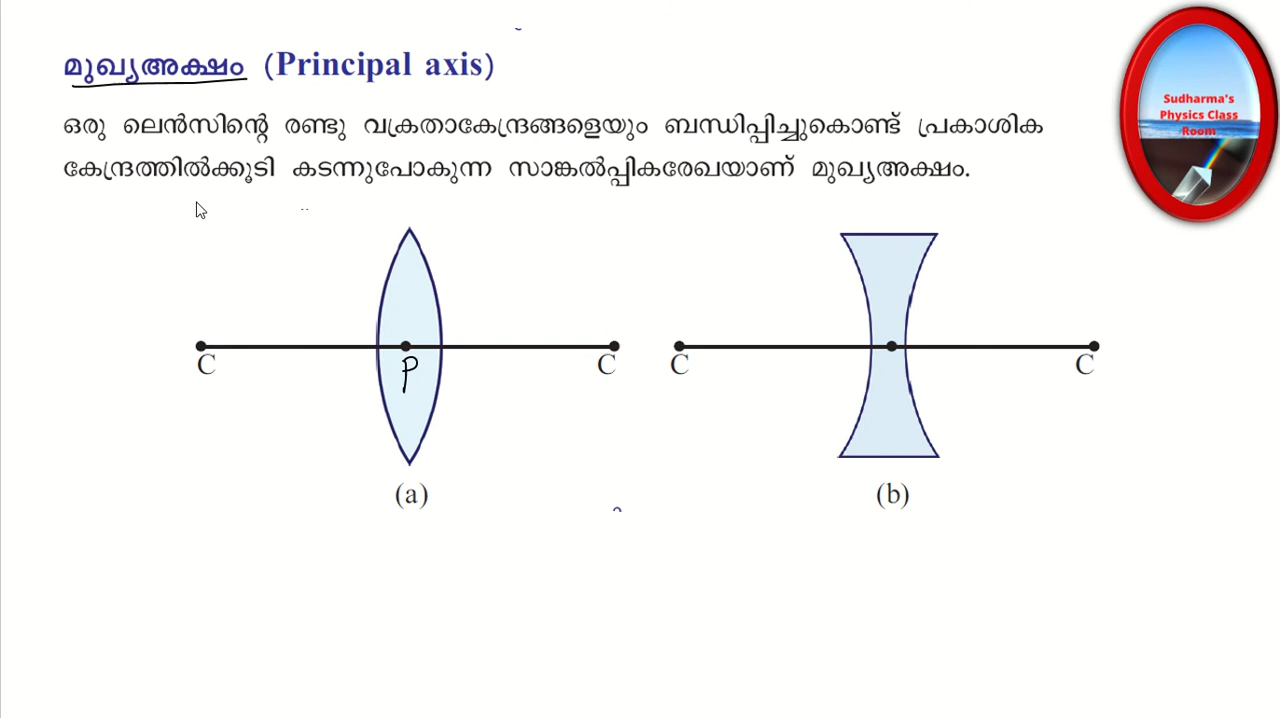 മുഖ്യഅക്ഷം (Principal axis)
ഒരു ലെൻസിന്റെ രണ്ടു വക്രതാകേന്ദ്രങ്ങളെയും ബന്ധിപ്പിച്ചുകൊണ്ട് പ്രകാശിക
കേന്ദ്രത്തിൽക്കൂടി കടന്നുപോകുന്ന സാങ്കൽപ്പികരേഖയാണ് മുഖ്യഅക്ഷം.
Sudharma's
Physics Class
Room
C P C C C
(a) (b)